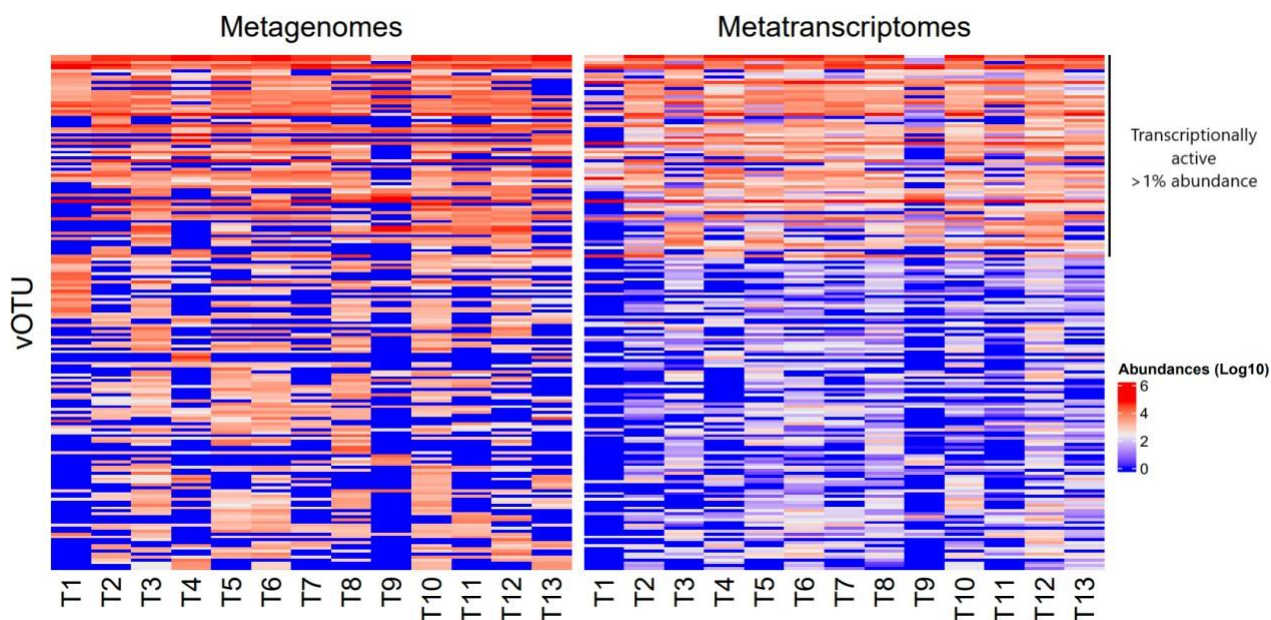 Metagenomes
Metatranscriptomes
vOTU
Transcriptionally
active
>1% abundance
Abundances (Log10)
6
4
2
0
T1 T2 T3 T4 T5 T6 T7 T8 T9 T10 T11 T12 T13
T1 T2 T3 T4 T5 T6 T7 T8 T9 T10 T11 T12 T13